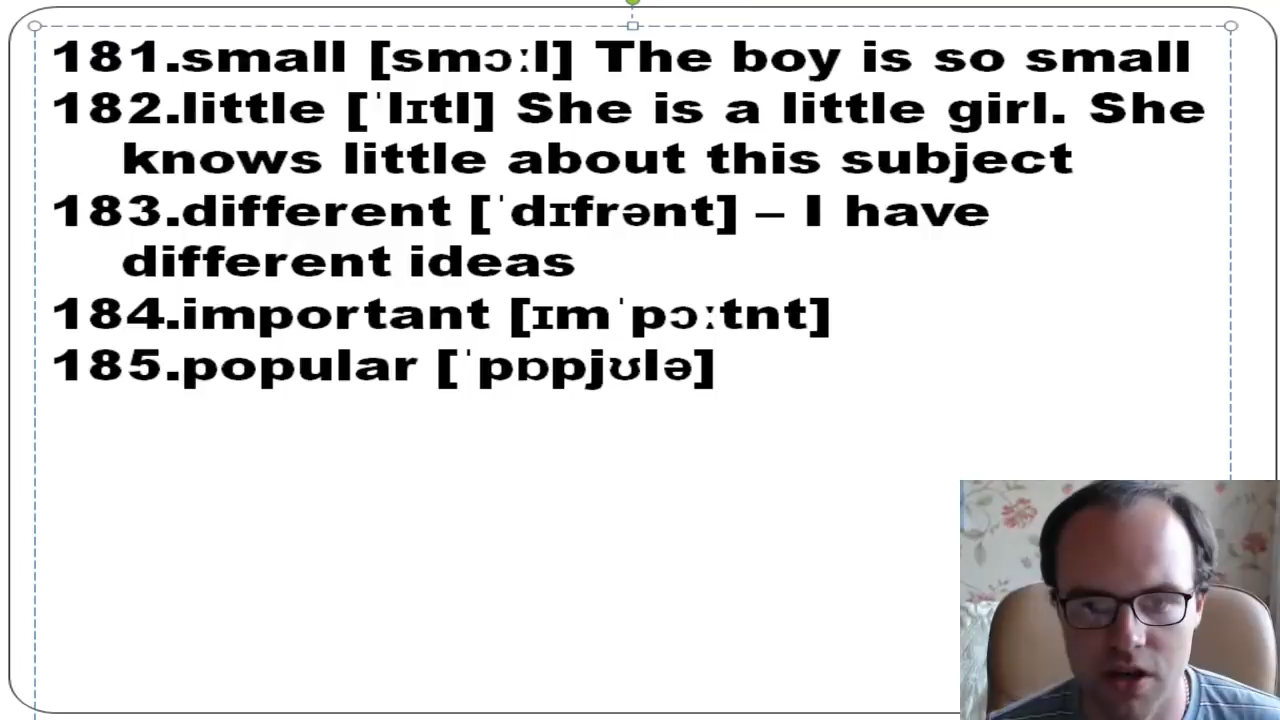 181.small [smɔːl] The boy is so small
182.little [ˈlɪtl] She is a little girl. She
knows little about this subject
183.different [ˈdɪfrənt] – I have
different ideas
184.important [ɪmˈpɔːtnt]
185.popular [ˈpɒpjʊlə]